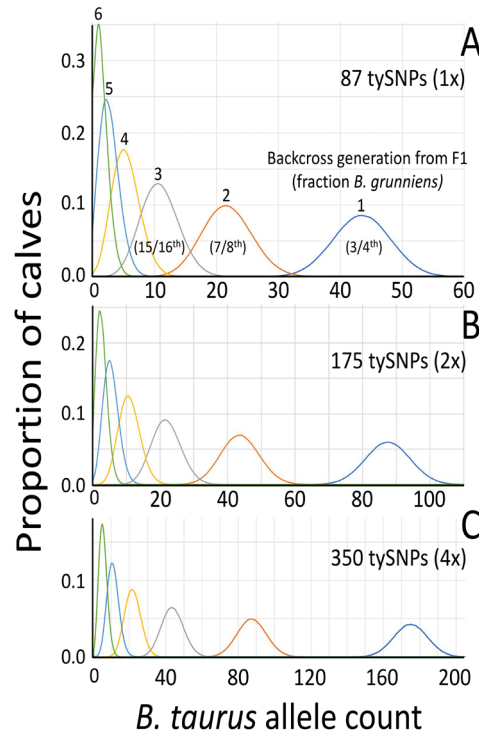 Proportion of calves
A
87 tySNPs (1x)
Backcross generation from F1
(fraction B. grunniens)
6
5
4
3
2
1
(15/16th)
(7/8th)
(3/4th)
0.3
0.2
0.1
0.0
0 10 20 30 40 50 60
B
175 tySNPs (2x)
0.2
0.1
0.0
0 20 40 60 80 100
C
350 tySNPs (4x)
0.1
0.0
0 40 80 120 160 200
B. taurus allele count